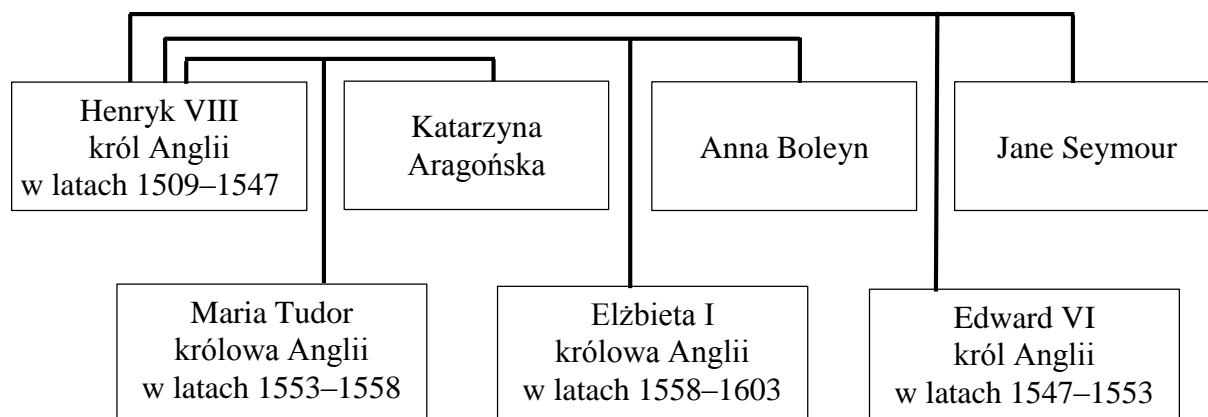 Henryk VIII
król Anglii
w latach 1509–1547
Katarzyna
Aragońska
Anna Boleyn
Jane Seymour
Maria Tudor
królowa Anglii
w latach 1553–1558
Elżbieta I
królowa Anglii
w latach 1558–1603
Edward VI
król Anglii
w latach 1547–1553